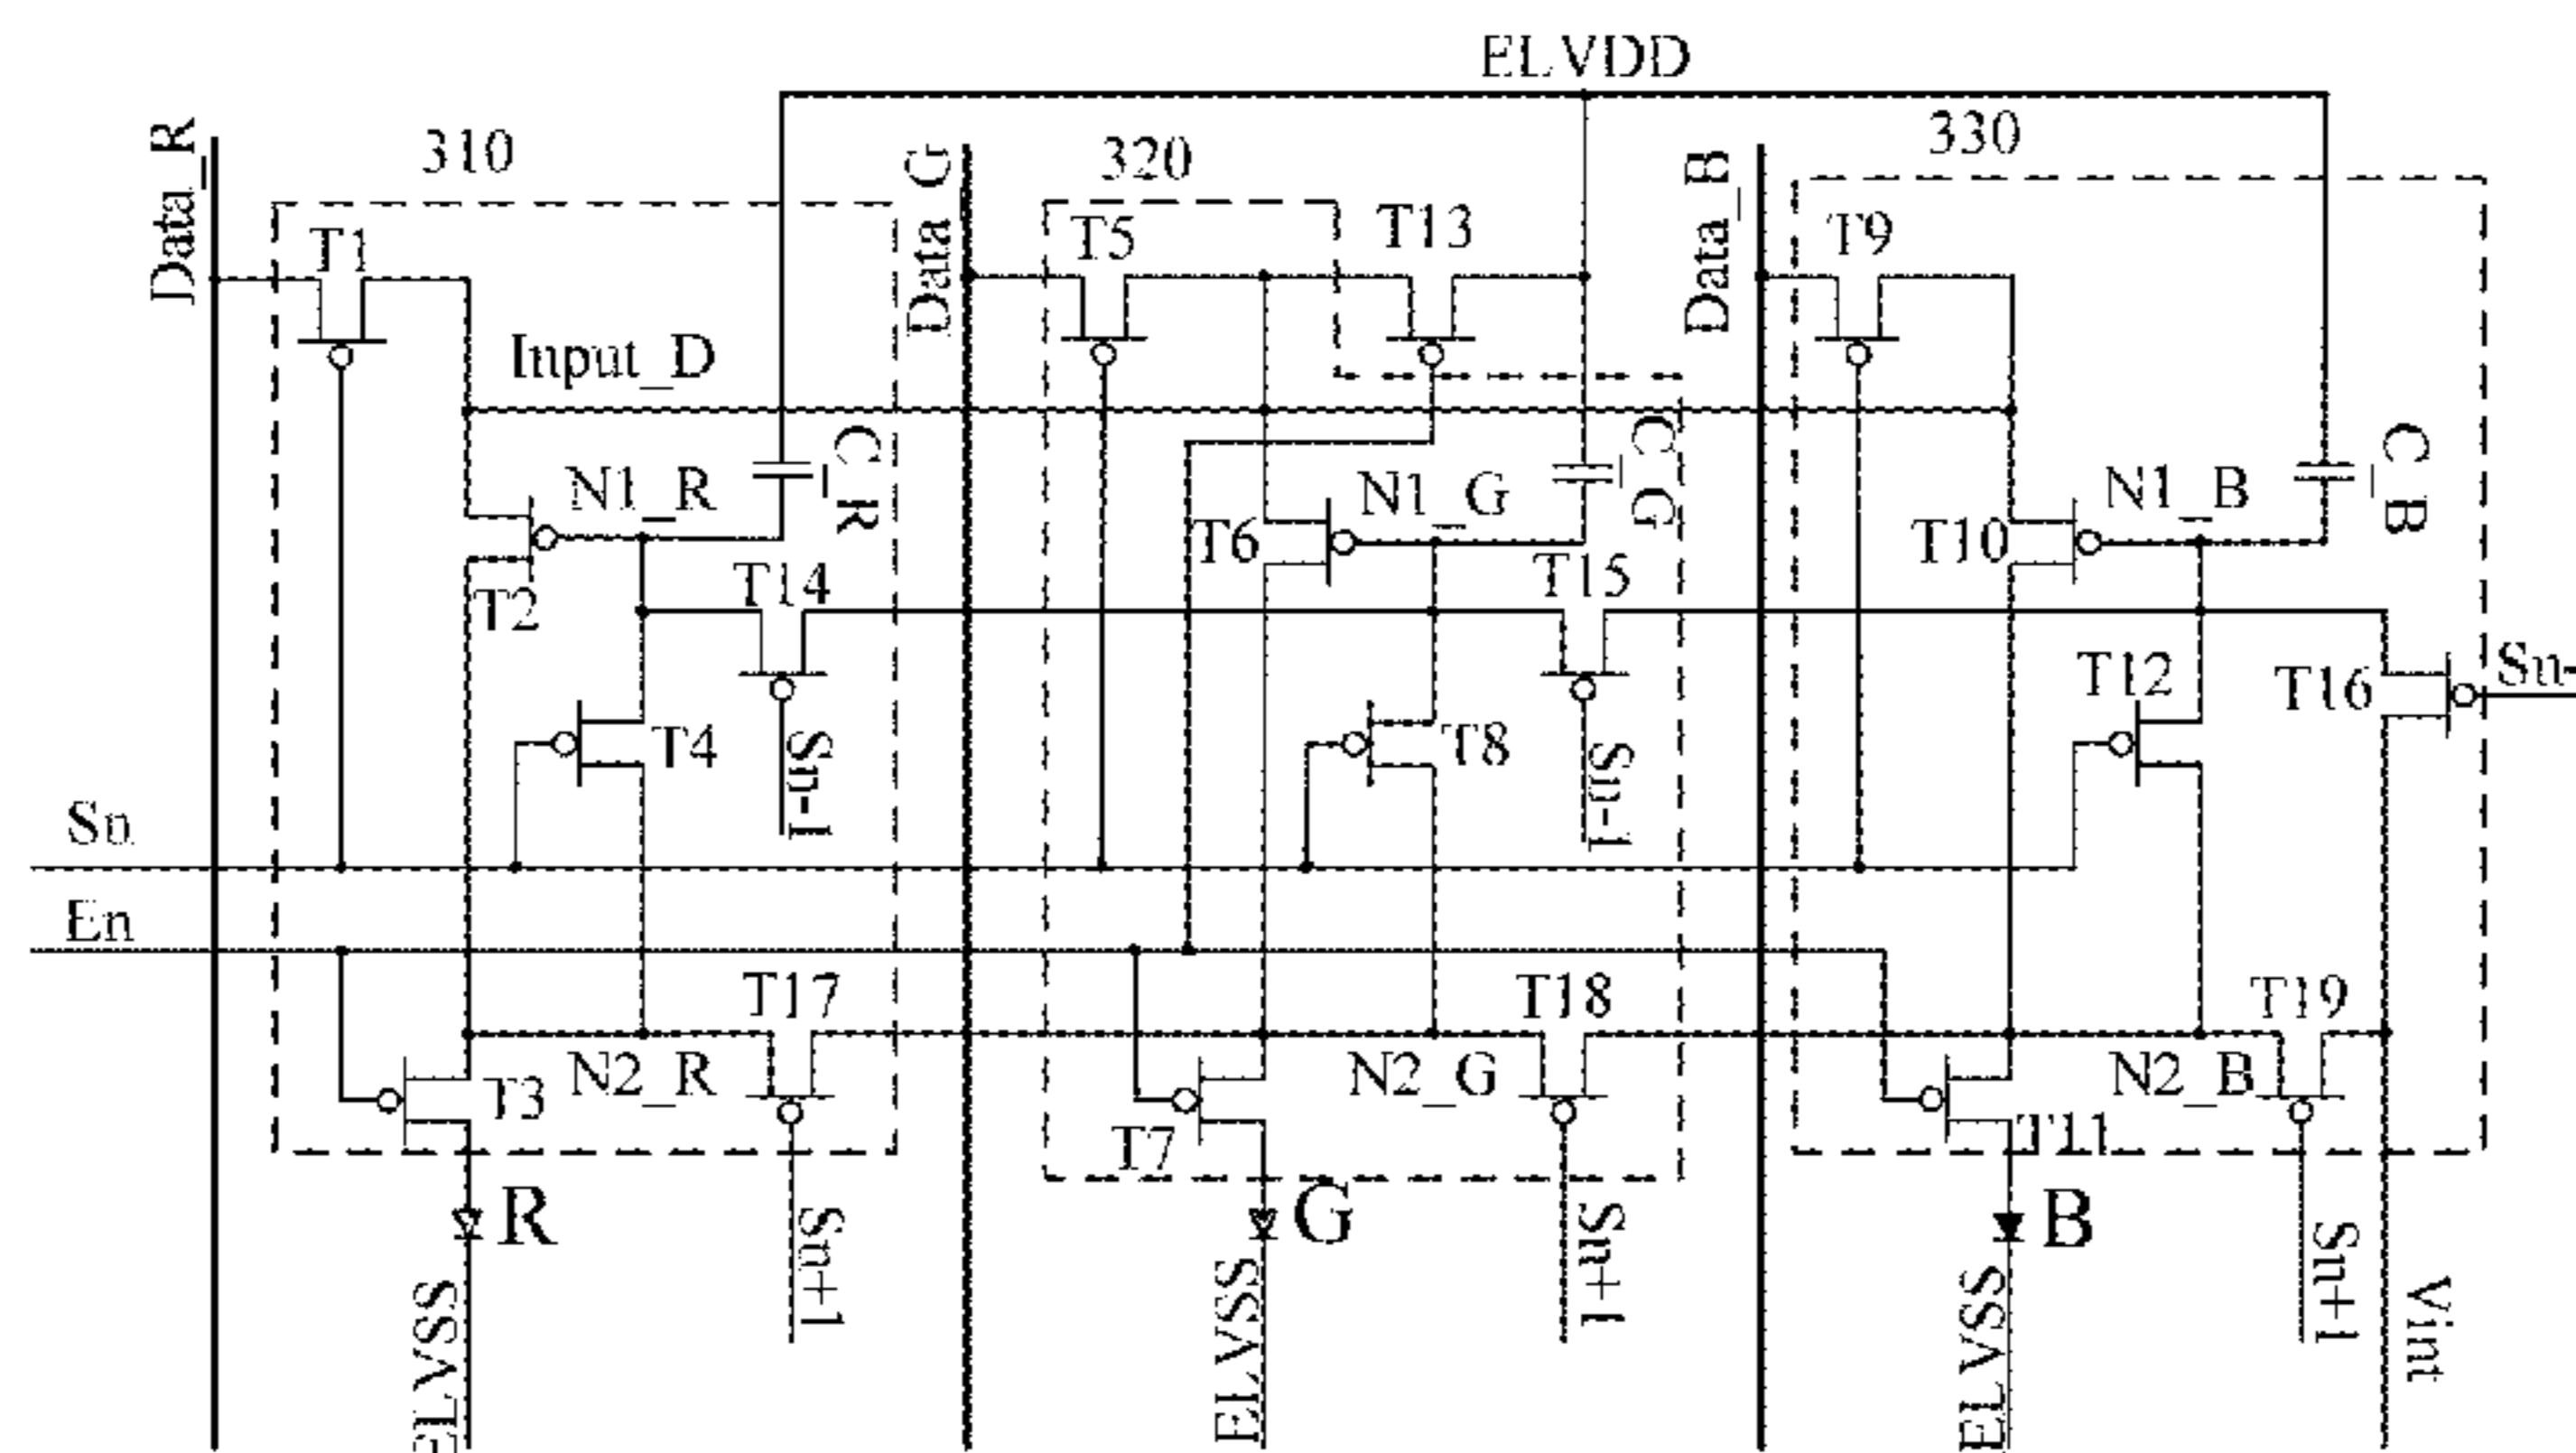 ELVDD
Data_R
310
Data_G
320
Data_B
330
T1
T5
T13
T9
Input_D
C_R
C_G
C_B
N1_R
N1_G
N1_B
T2
T6
T10
T14
T15
T4
T8
T12
T16
Sn-
Sn-1
Sn-1
Sn
En
T17
T18
T19
N2_R
N2_G
N2_B
T3
T7
T11
R
G
B
Sn+1
Sn+1
Sn+1
ELVSS
ELVSS
ELVSS
Vint